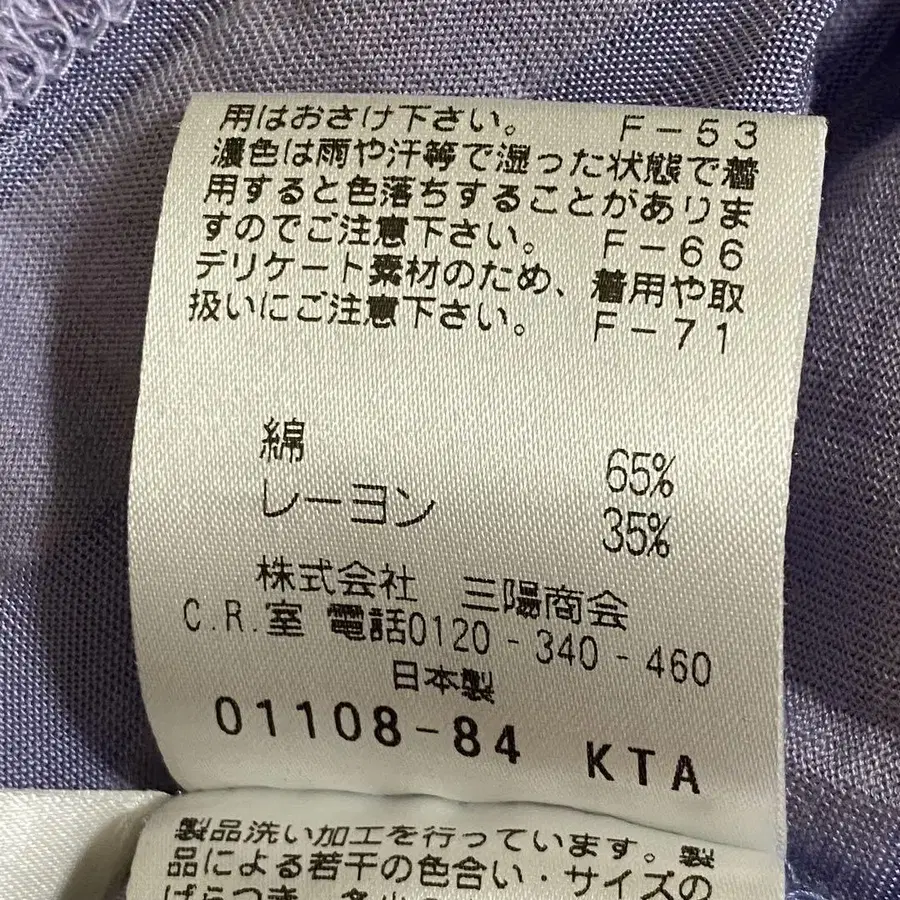 用はおさけ下さい。 F-53
濃色は雨や汗等で湿った状態で着
用すると色落ちすることがありま
すのでご注意下さい。 F-66
デリケート素材のため、着用や取
扱いにご注意下さい。 F-71
綿 65%
レーヨン 35%
株式会社 三陽商会
C.R.室 電話0120-340-460
日本製
01108-84 KTA
製品洗い加工を行っています。製
品による若干の色合い・サイズの
ばらつき、多少